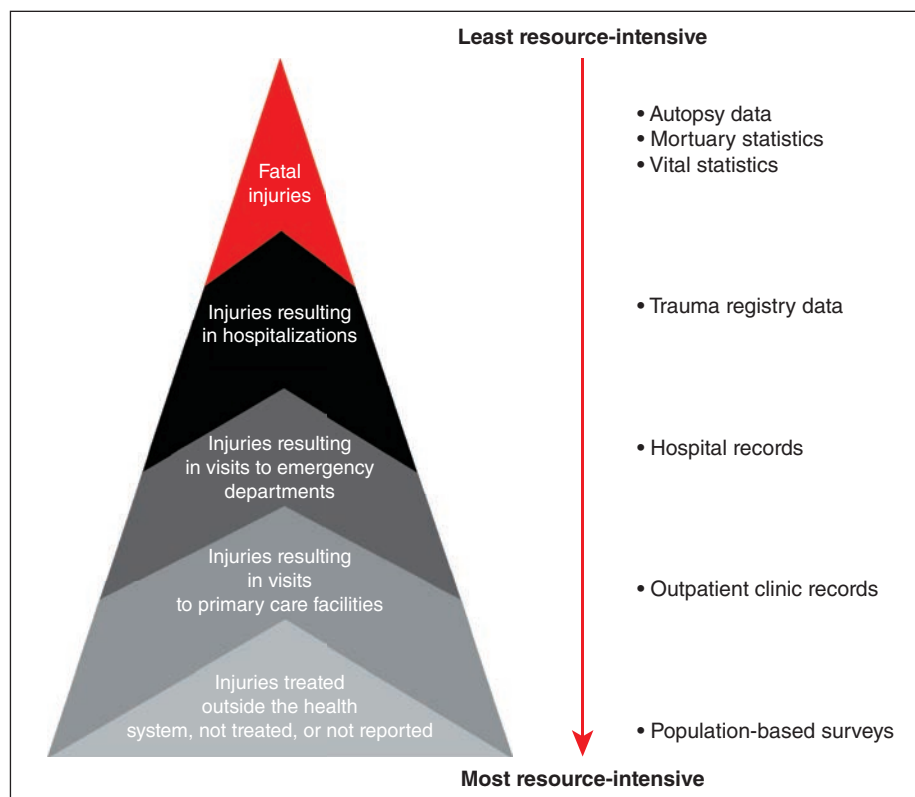 Least resource-intensive
• Autopsy data
• Mortuary statistics
• Vital statistics
Fatal
injuries
Injuries resulting
in hospitalizations
• Trauma registry data
Injuries resulting
in visits to emergency
departments
• Hospital records
Injuries resulting
in visits
to primary care facilities
• Outpatient clinic records
Injuries treated
outside the health
system, not treated, or not reported
• Population-based surveys
Most resource-intensive